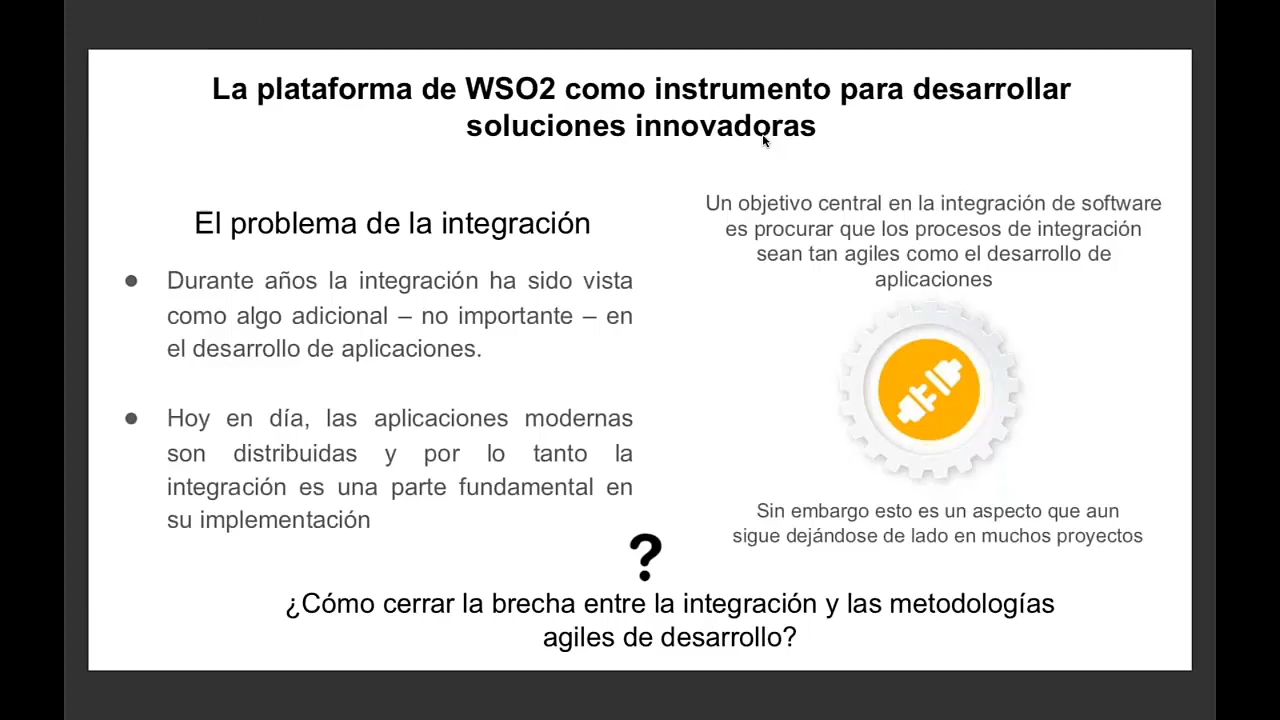 La plataforma de WSO2 como instrumento para desarrollar
soluciones innovadoras
El problema de la integración
● Durante años la integración ha sido vista
como algo adicional – no importante – en
el desarrollo de aplicaciones.
● Hoy en día, las aplicaciones modernas
son distribuidas y por lo tanto la
integración es una parte fundamental en
su implementación
Un objetivo central en la integración de software
es procurar que los procesos de integración
sean tan agiles como el desarrollo de
aplicaciones
Sin embargo esto es un aspecto que aun
sigue dejándose de lado en muchos proyectos
?
¿Cómo cerrar la brecha entre la integración y las metodologías
agiles de desarrollo?